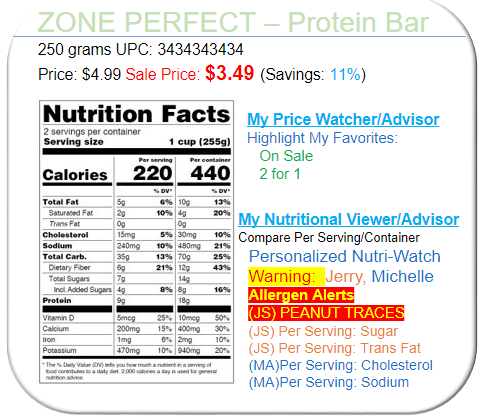 ZONE PERFECT – Protein Bar
250 grams UPC: 3434343434
Price: $4.99 Sale Price: $3.49 (Savings: 11%)
Nutrition Facts
2 servings per container
Serving size 1 cup (255g)
Per serving Per container
Calories 220 440
% DV* % DV*
Total Fat 5g 6% 10g 13%
Saturated Fat 2g 10% 4g 20%
Trans Fat 0g 0g
Cholesterol 15mg 5% 30mg 10%
Sodium 240mg 10% 480mg 21%
Total Carb. 35g 13% 70g 25%
Dietary Fiber 6g 21% 12g 43%
Total Sugars 7g 14g
Incl. Added Sugars 4g 8% 8g 16%
Protein 9g 18g
Vitamin D 5mcg 25% 10mcg 50%
Calcium 200mg 15% 400mg 30%
Iron 1mg 6% 2mg 10%
Potassium 470mg 10% 940mg 20%
* The % Daily Value (DV) tells you how much a nutrient in a serving of
food contributes to a daily diet. 2,000 calories a day is used for general
nutrition advice.
My Price Watcher/Advisor
Highlight My Favorites:
On Sale
2 for 1
My Nutritional Viewer/Advisor
Compare Per Serving/Container
Personalized Nutri-Watch
Warning: Jerry, Michelle
Allergen Alerts
(JS) PEANUT TRACES
(JS) Per Serving: Sugar
(JS) Per Serving: Trans Fat
(MA)Per Serving: Cholesterol
(MA)Per Serving: Sodium